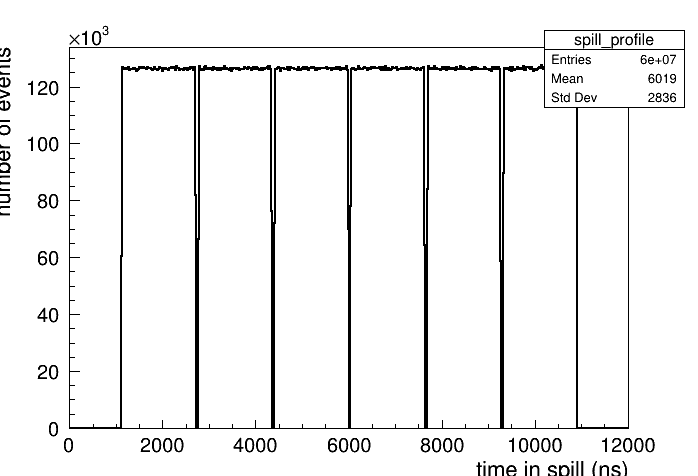 ×10³
spill_profile
Entries 6e+07
Mean 6019
Std Dev 2836
number of events
120
100
80
60
40
20
0
0 2000 4000 6000 8000 10000 12000
time in spill (ns)